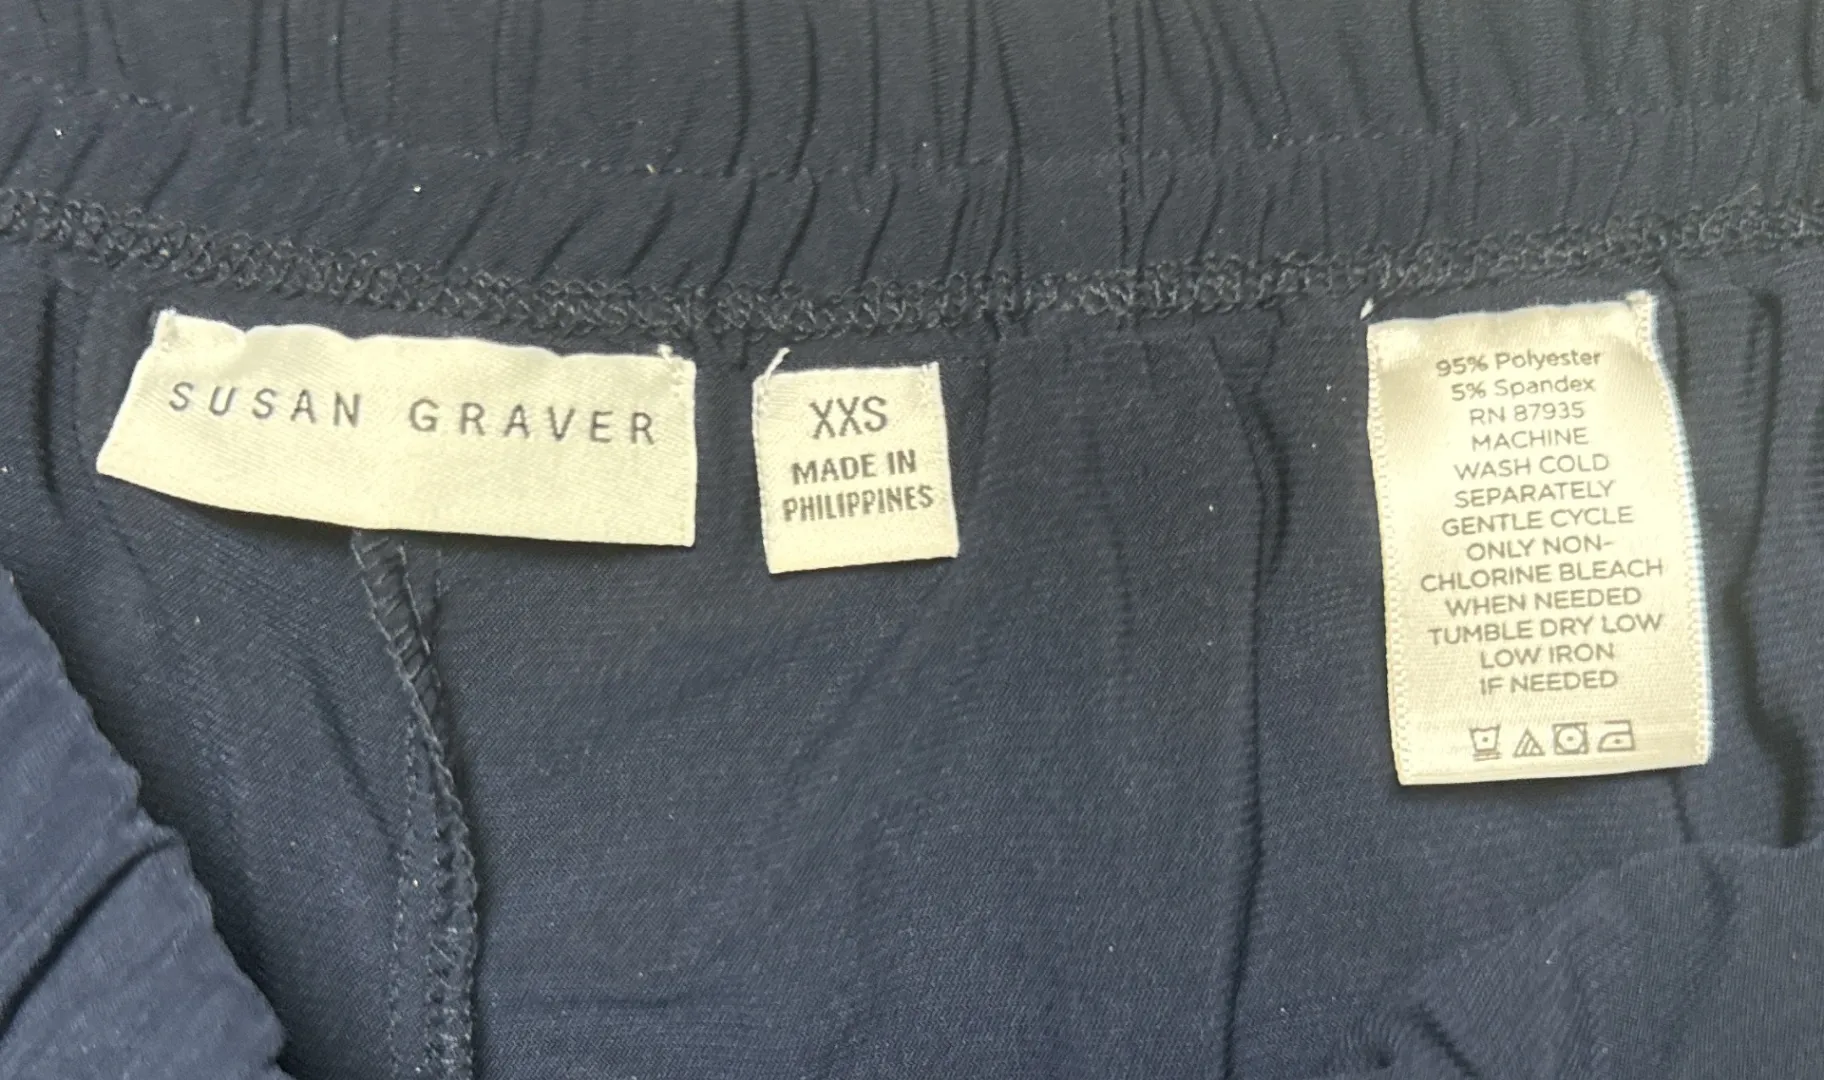 SUSAN GRAVER
XXS
MADE IN
PHILIPPINES
95% Polyester
5% Spandex
RN 87935
MACHINE
WASH COLD
SEPARATELY
GENTLE CYCLE
ONLY NON-
CHLORINE BLEACH
WHEN NEEDED
TUMBLE DRY LOW
LOW IRON
IF NEEDED